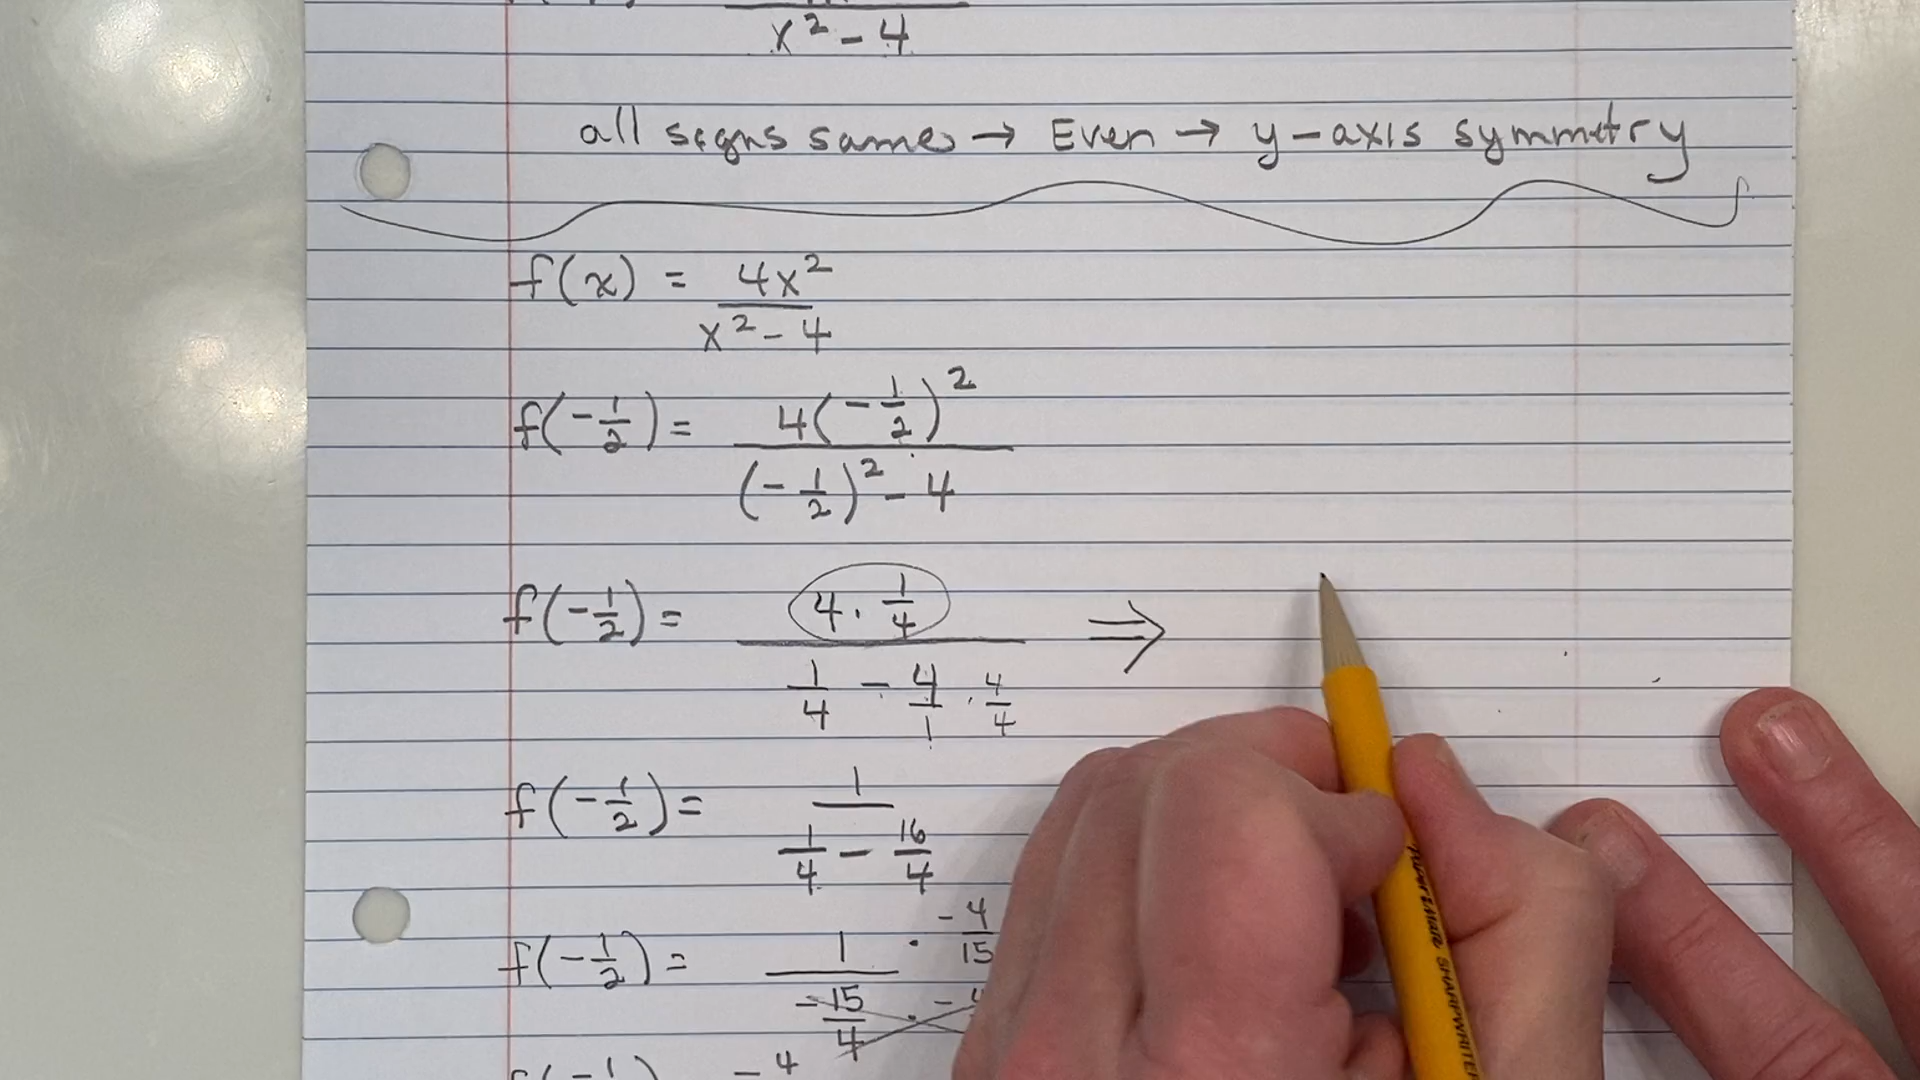 x² - 4
all signs same → Even → y-axis symmetry
f(x) = 4x² / x² - 4
f(-1/2) = 4(-1/2)² / (-1/2)² - 4
f(-1/2) = 4 · 1/4 / 1/4 - 4/1 · 4/4 ⇒
f(-1/2) = 1 / 1/4 - 16/4
f(-1/2) = 1 / -15/4 · -4/15
-4
PaperMate SHARPWRITER